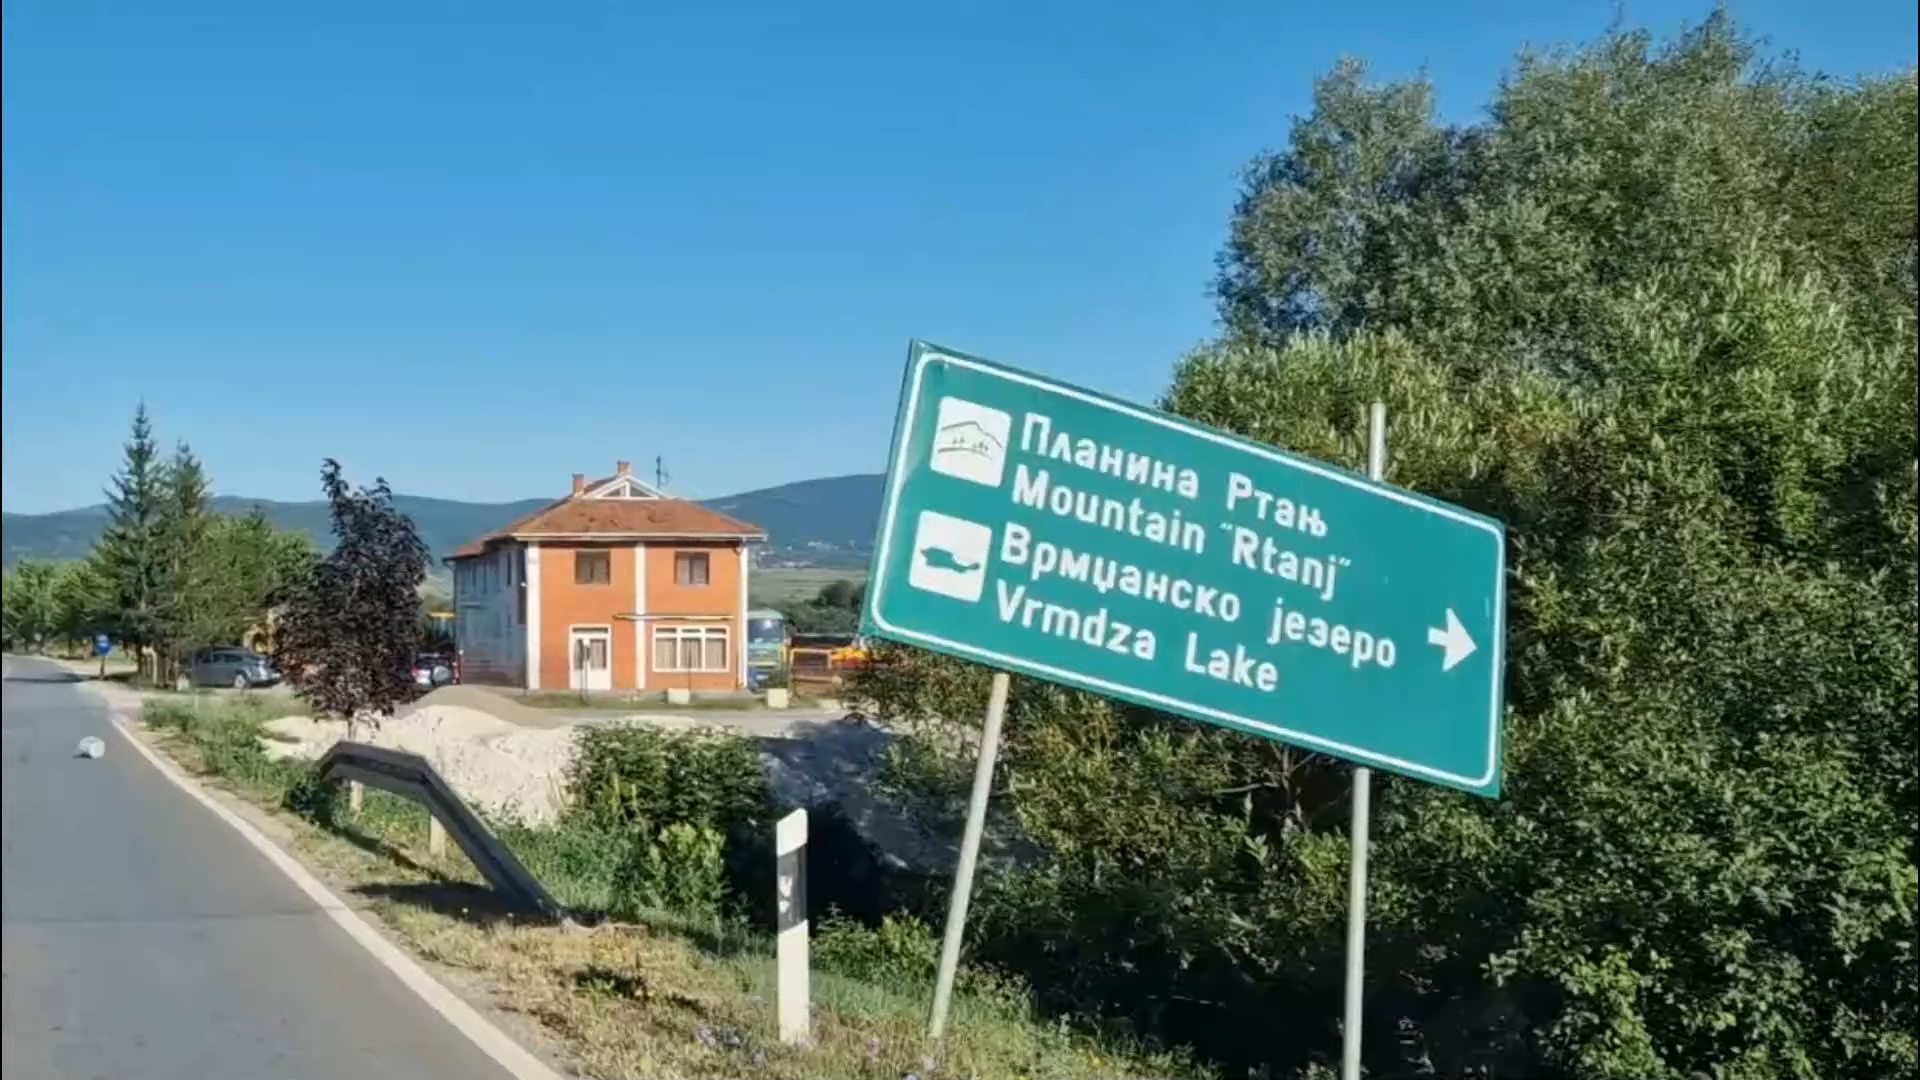 Планина Ртањ
Mountain "Rtanj"
Врмџанско језеро
Vrmdza Lake